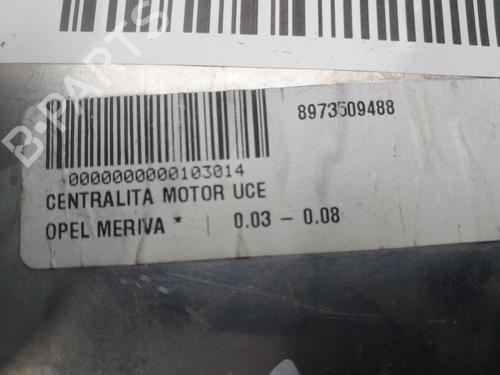 8973509488
0000000000103014
CENTRALITA MOTOR UCE
OPEL MERIVA * | 0.03 - 0.08
B-PARTS